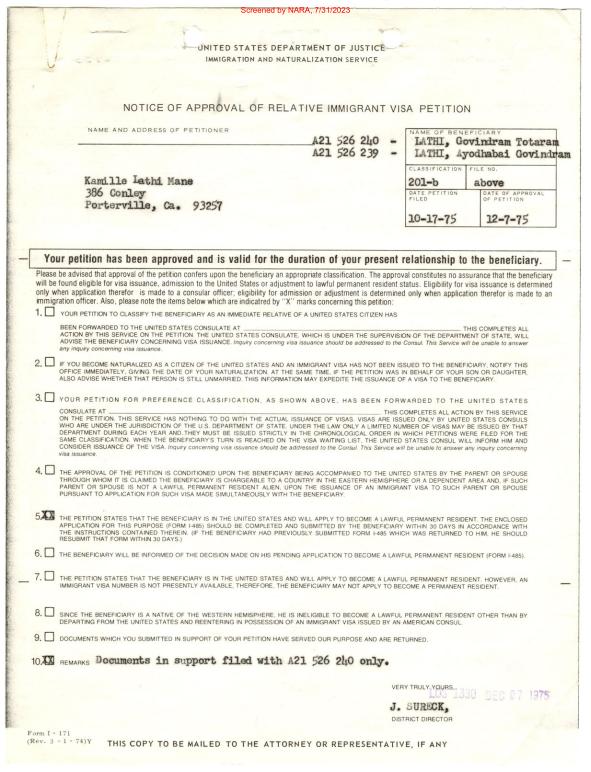 Screened by NARA, 7/31/2023
UNITED STATES DEPARTMENT OF JUSTICE
IMMIGRATION AND NATURALIZATION SERVICE
NOTICE OF APPROVAL OF RELATIVE IMMIGRANT VISA PETITION
NAME AND ADDRESS OF PETITIONER
A21 526 240 -
A21 526 239 -
NAME OF BENEFICIARY
LATHI, Govindram Totaram
LATHI, Ayodhabai Govindram
CLASSIFICATION FILE NO.
201-b above
DATE PETITION FILED DATE OF APPROVAL OF PETITION
10-17-75 12-7-75
Kamille Lathi Mane
386 Conley
Porterville, Ca. 93257
Your petition has been approved and is valid for the duration of your present relationship to the beneficiary.
Please be advised that approval of the petition confers upon the beneficiary an appropriate classification. The approval constitutes no assurance that the beneficiary
will be found eligible for visa issuance, admission to the United States or adjustment to lawful permanent resident status. Eligibility for visa issuance is determined
only when application therefor is made to a consular officer; eligibility for admission or adjustment is determined only when application therefor is made to an
immigration officer. Also, please note the items below which are indicatred by "X" marks concerning this petition:
1. YOUR PETITION TO CLASSIFY THE BENEFICIARY AS AN IMMEDIATE RELATIVE OF A UNITED STATES CITIZEN HAS
BEEN FORWARDED TO THE UNITED STATES CONSULATE AT THIS COMPLETES ALL
ACTION BY THIS SERVICE ON THE PETITION. THE UNITED STATES CONSULATE, WHICH IS UNDER THE SUPERVISION OF THE DEPARTMENT OF STATE, WILL
ADVISE THE BENEFICIARY CONCERNING VISA ISSUANCE. Inquiry concerning visa issuance should be addressed to the Consul. This Service will be unable to answer
any inquiry concerning visa issuance.
2. IF YOU BECOME NATURALIZED AS A CITIZEN OF THE UNITED STATES AND AN IMMIGRANT VISA HAS NOT BEEN ISSUED TO THE BENEFICIARY, NOTIFY THIS
OFFICE IMMEDIATELY, GIVING THE DATE OF YOUR NATURALIZATION. AT THE SAME TIME, IF THE PETITION WAS IN BEHALF OF YOUR SON OR DAUGHTER,
ALSO ADVISE WHETHER THAT PERSON IS STILL UNMARRIED. THIS INFORMATION MAY EXPEDITE THE ISSUANCE OF A VISA TO THE BENEFICIARY.
3. YOUR PETITION FOR PREFERENCE CLASSIFICATION, AS SHOWN ABOVE, HAS BEEN FORWARDED TO THE UNITED STATES
CONSULATE AT THIS COMPLETES ALL ACTION BY THIS SERVICE
ON THE PETITION. THIS SERVICE HAS NOTHING TO DO WITH THE ACTUAL ISSUANCE OF VISAS. VISAS ARE ISSUED ONLY BY UNITED STATES CONSULS
WHO ARE UNDER THE JURISDICTION OF THE U.S. DEPARTMENT OF STATE. UNDER THE LAW ONLY A LIMITED NUMBER OF VISAS MAY BE ISSUED BY THAT
DEPARTMENT DURING EACH YEAR AND THEY MUST BE ISSUED STRICTLY IN THE CHRONOLOGICAL ORDER IN WHICH PETITIONS WERE FILED FOR THE
SAME CLASSIFICATION. WHEN THE BENEFICIARY'S TURN IS REACHED ON THE VISA WAITING LIST, THE UNITED STATES CONSUL WILL INFORM HIM AND
CONSIDER ISSUANCE OF THE VISA. Inquiry concerning visa issuance should be addressed to the Consul. This Service will be unable to answer any inquiry concerning
visa issuance.
4. THE APPROVAL OF THE PETITION IS CONDITIONED UPON THE BENEFICIARY BEING ACCOMPANIED TO THE UNITED STATES BY THE PARENT OR SPOUSE
THROUGH WHOM IT IS CLAIMED THE BENEFICIARY IS CHARGEABLE TO A COUNTRY IN THE EASTERN HEMISPHERE OR A DEPENDENT AREA AND, IF SUCH
PARENT OR SPOUSE IS NOT A LAWFUL PERMANENT RESIDENT ALIEN, UPON THE ISSUANCE OF AN IMMIGRANT VISA TO SUCH PARENT OR SPOUSE
PURSUANT TO APPLICATION FOR SUCH VISA MADE SIMULTANEOUSLY WITH THE BENEFICIARY.
5. XX THE PETITION STATES THAT THE BENEFICIARY IS IN THE UNITED STATES AND WILL APPLY TO BECOME A LAWFUL PERMANENT RESIDENT. THE ENCLOSED
APPLICATION FOR THIS PURPOSE (FORM I-485) SHOULD BE COMPLETED AND SUBMITTED BY THE BENEFICIARY WITHIN 30 DAYS IN ACCORDANCE WITH
THE INSTRUCTIONS CONTAINED THEREIN. (IF THE BENEFICIARY HAD PREVIOUSLY SUBMITTED FORM I-485 WHICH WAS RETURNED TO HIM, HE SHOULD
RESUBMIT THAT FORM WITHIN 30 DAYS.)
6. THE BENEFICIARY WILL BE INFORMED OF THE DECISION MADE ON HIS PENDING APPLICATION TO BECOME A LAWFUL PERMANENT RESIDENT (FORM I-485).
7. THE PETITION STATES THAT THE BENEFICIARY IS IN THE UNITED STATES AND WILL APPLY TO BECOME A LAWFUL PERMANENT RESIDENT. HOWEVER, AN
IMMIGRANT VISA NUMBER IS NOT PRESENTLY AVAILABLE, THEREFORE, THE BENEFICIARY MAY NOT APPLY TO BECOME A PERMANENT RESIDENT.
8. SINCE THE BENEFICIARY IS A NATIVE OF THE WESTERN HEMISPHERE, HE IS INELIGIBLE TO BECOME A LAWFUL PERMANENT RESIDENT OTHER THAN BY
DEPARTING FROM THE UNITED STATES AND REENTERING IN POSSESSION OF AN IMMIGRANT VISA ISSUED BY AN AMERICAN CONSUL.
9. DOCUMENTS WHICH YOU SUBMITTED IN SUPPORT OF YOUR PETITION HAVE SERVED OUR PURPOSE AND ARE RETURNED.
10. XX REMARKS Documents in support filed with A21 526 240 only.
VERY TRULY YOURS,
LOS 1330 DEC 07 1975
J. SURECK,
DISTRICT DIRECTOR
Form I - 171
(Rev. 3 - 1 - 74)Y
THIS COPY TO BE MAILED TO THE ATTORNEY OR REPRESENTATIVE, IF ANY